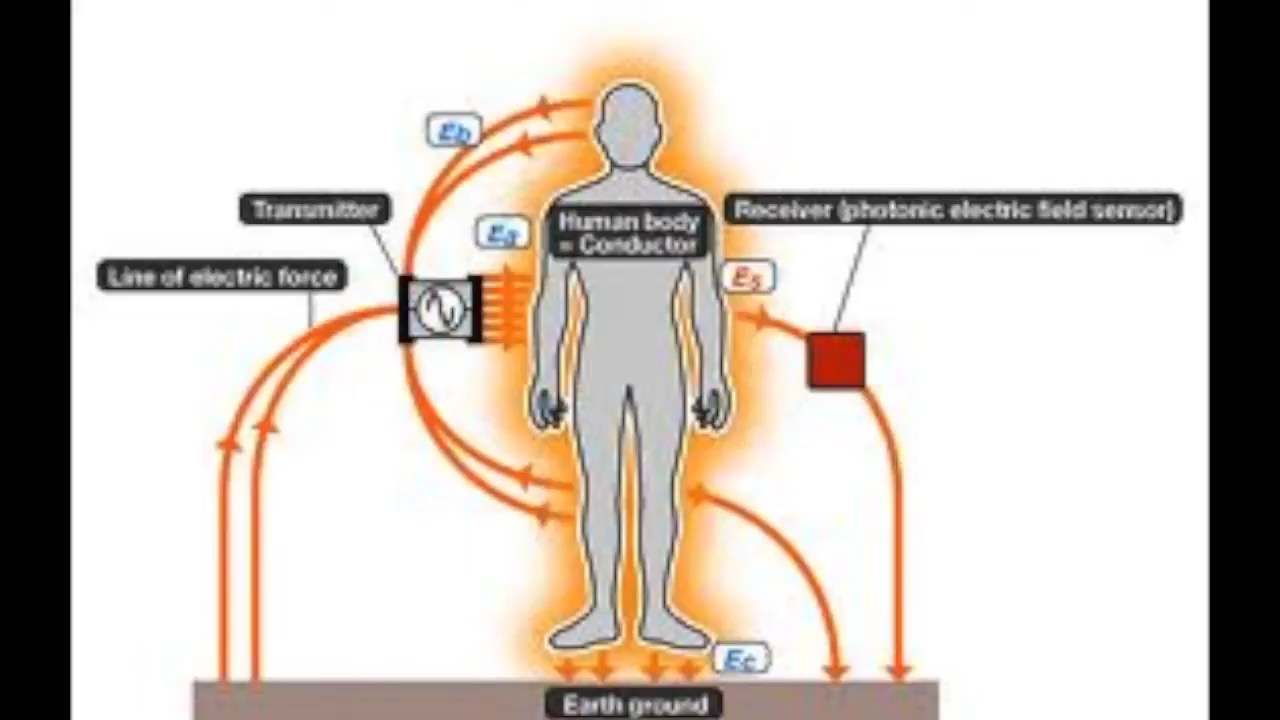 Eb
Transmitter
Receiver (photonic electric field sensor)
Ea
Human body
= Conductor
Line of electric force
Es
Ec
Earth ground